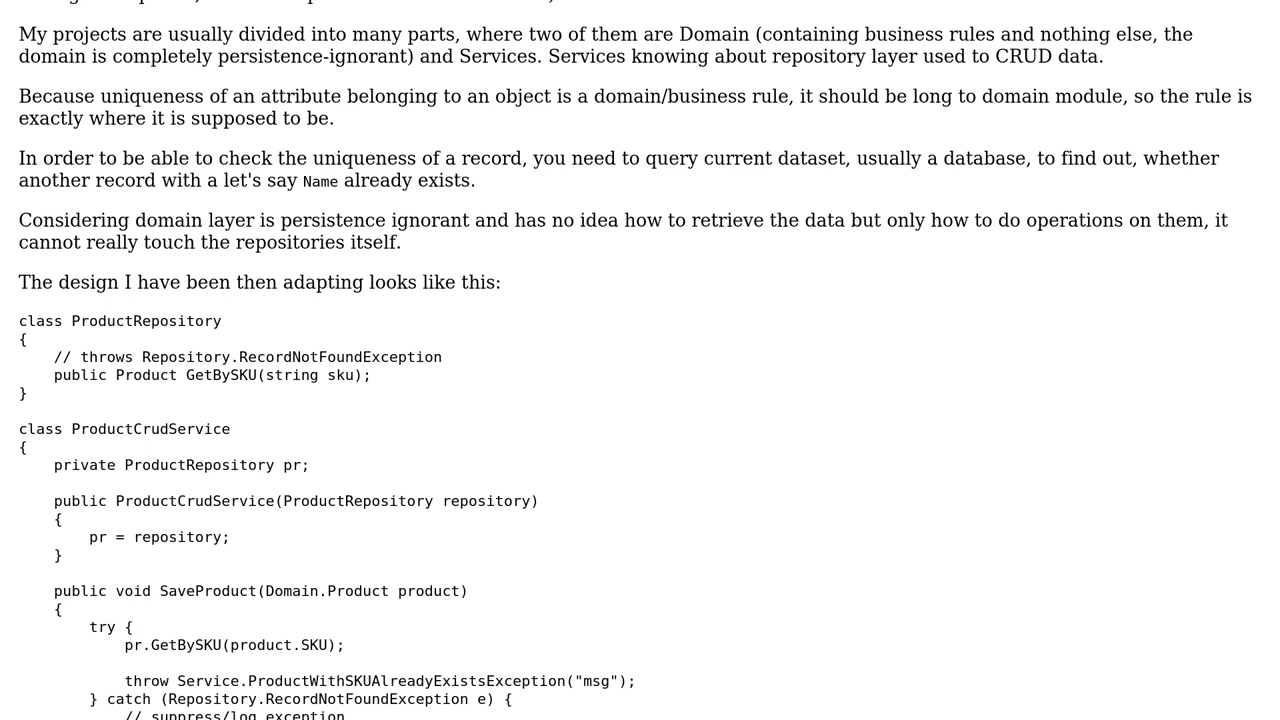 My projects are usually divided into many parts, where two of them are Domain (containing business rules and nothing else, the
domain is completely persistence-ignorant) and Services. Services knowing about repository layer used to CRUD data.
Because uniqueness of an attribute belonging to an object is a domain/business rule, it should be long to domain module, so the rule is
exactly where it is supposed to be.
In order to be able to check the uniqueness of a record, you need to query current dataset, usually a database, to find out, whether
another record with a let's say Name already exists.
Considering domain layer is persistence ignorant and has no idea how to retrieve the data but only how to do operations on them, it
cannot really touch the repositories itself.
The design I have been then adapting looks like this:
class ProductRepository
{
    // throws Repository.RecordNotFoundException
    public Product GetBySKU(string sku);
}
class ProductCrudService
{
    private ProductRepository pr;
    public ProductCrudService(ProductRepository repository)
    {
        pr = repository;
    }
    public void SaveProduct(Domain.Product product)
    {
        try {
            pr.GetBySKU(product.SKU);
            throw Service.ProductWithSKUAlreadyExistsException("msg");
        } catch (Repository.RecordNotFoundException e) {
            // suppress/log exception